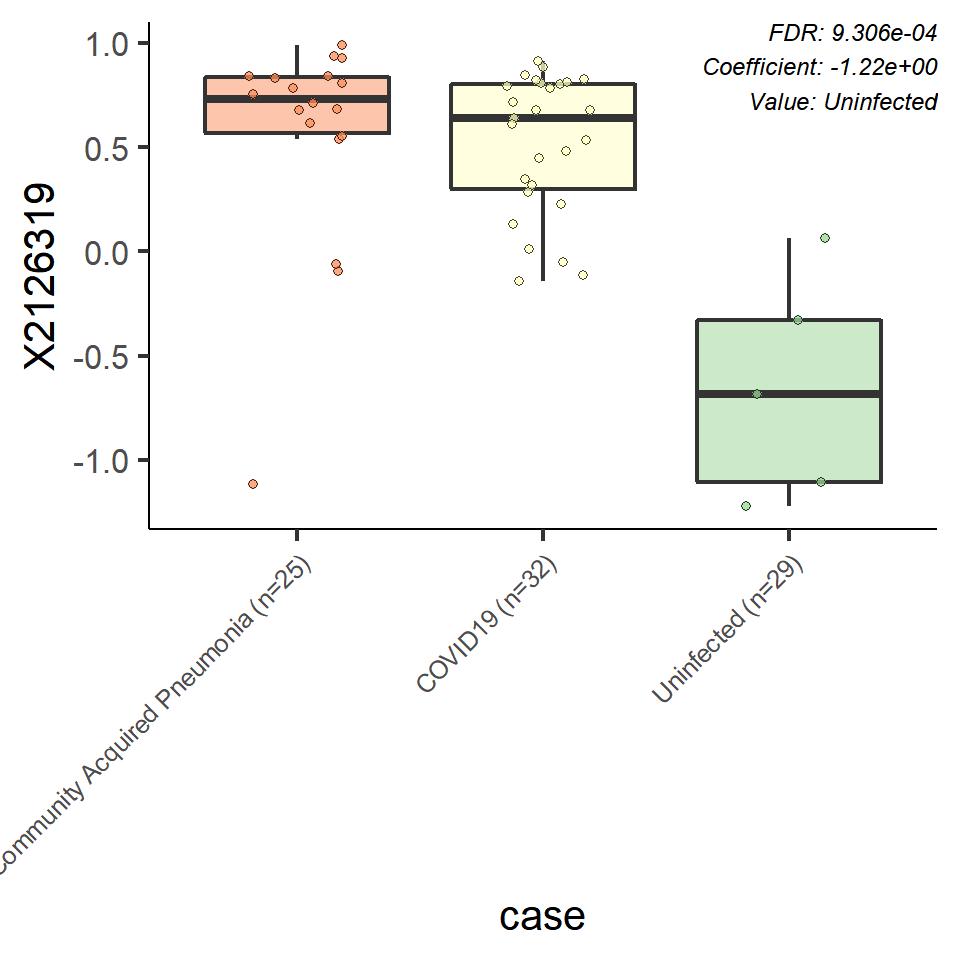 FDR: 9.306e-04
Coefficient: -1.22e+00
Value: Uninfected
X2126319
1.0
0.5
0.0
-0.5
-1.0
Community Acquired Pneumonia (n=25)
COVID19 (n=32)
Uninfected (n=29)
case